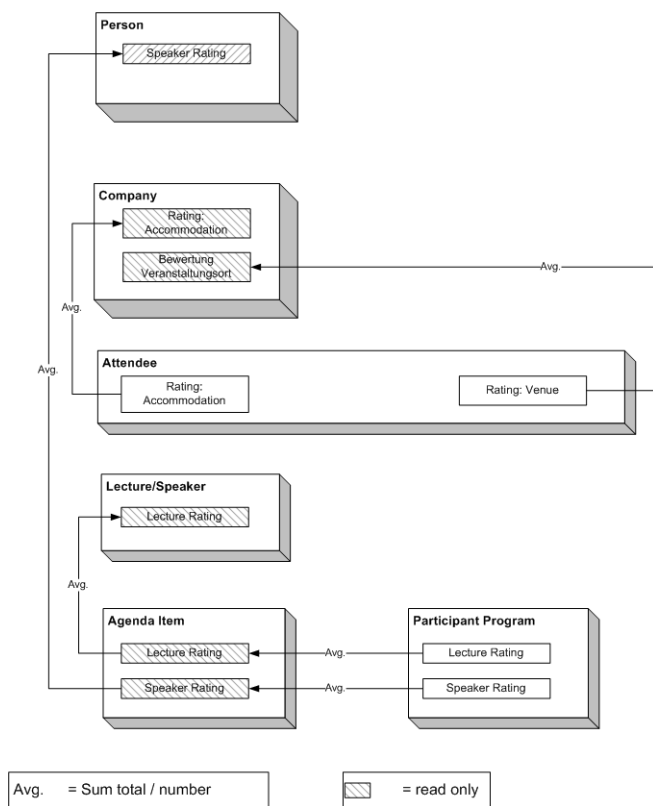 Person
Speaker Rating
Company
Rating:
Accommodation
Bewertung
Veranstaltungsort
Avg.
Avg.
Avg.
Attendee
Rating:
Accommodation
Rating: Venue
Lecture/Speaker
Lecture Rating
Avg.
Agenda Item
Lecture Rating
Speaker Rating
Avg.
Avg.
Participant Program
Lecture Rating
Speaker Rating
Avg. = Sum total / number
= read only